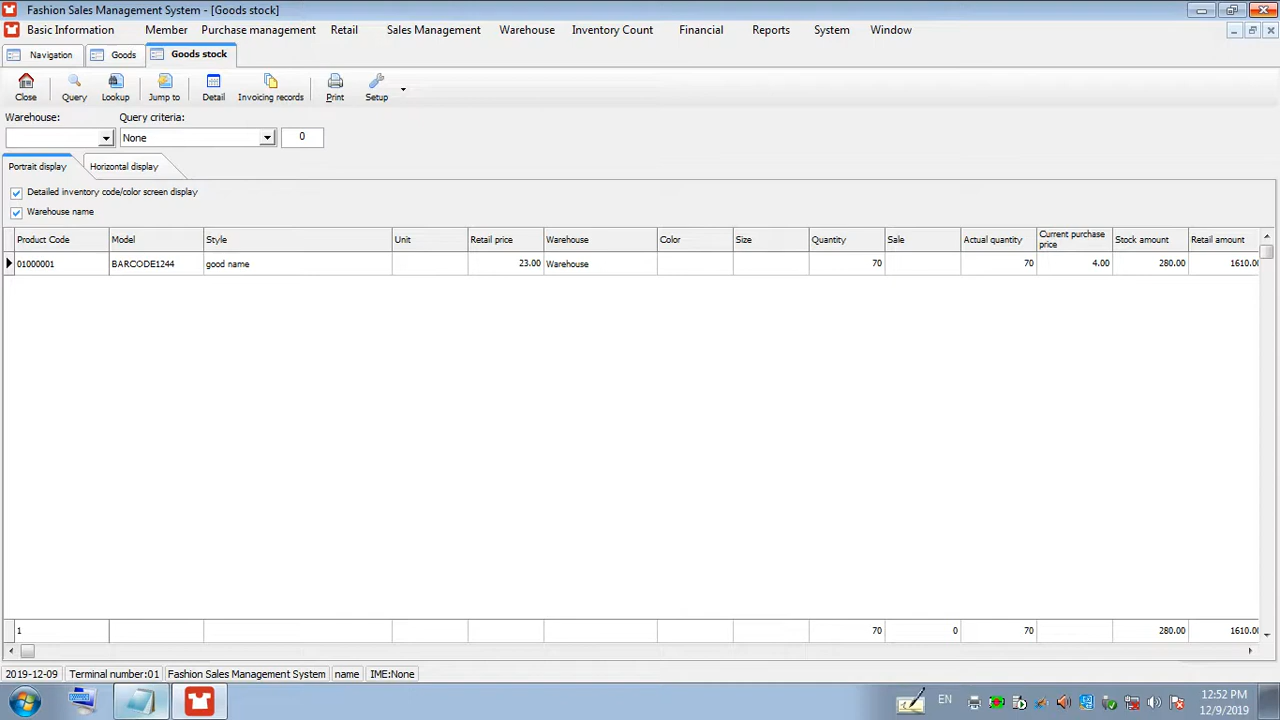 Fashion Sales Management System - [Goods stock]
Basic Information Member Purchase management Retail Sales Management Warehouse Inventory Count Financial Reports System Window
Navigation Goods Goods stock
Close Query Lookup Jump to Detail Invoicing records Print Setup
Warehouse: Query criteria:
None 0
Portrait display Horizontal display
Detailed inventory code/color screen display
Warehouse name
Product Code Model Style Unit Retail price Warehouse Color Size Quantity Sale Actual quantity Current purchase price Stock amount Retail amount
01000001 BARCODE1244 good name 23.00 Warehouse 70 70 4.00 280.00 1610.00
1 70 0 70 280.00 1610.00
2019-12-09 Terminal number:01 Fashion Sales Management System name IME:None
EN 12:52 PM
12/9/2019